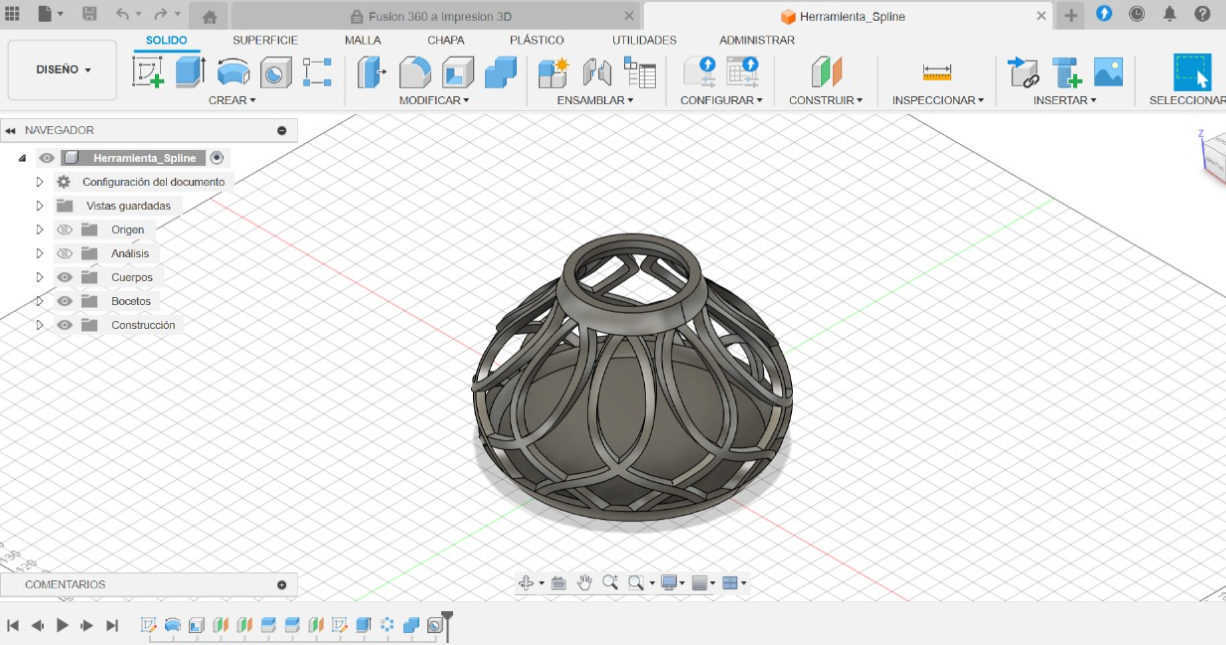 Fusion 360 a Impresion 3D
Herramienta_Spline
DISEÑO
SOLIDO SUPERFICIE MALLA CHAPA PLÁSTICO UTILIDADES ADMINISTRAR
CREAR MODIFICAR ENSAMBLAR CONFIGURAR CONSTRUIR INSPECCIONAR INSERTAR SELECCIONAR
NAVEGADOR
Herramienta_Spline
Configuración del documento
Vistas guardadas
Origen
Análisis
Cuerpos
Bocetos
Construcción
Z
COMENTARIOS